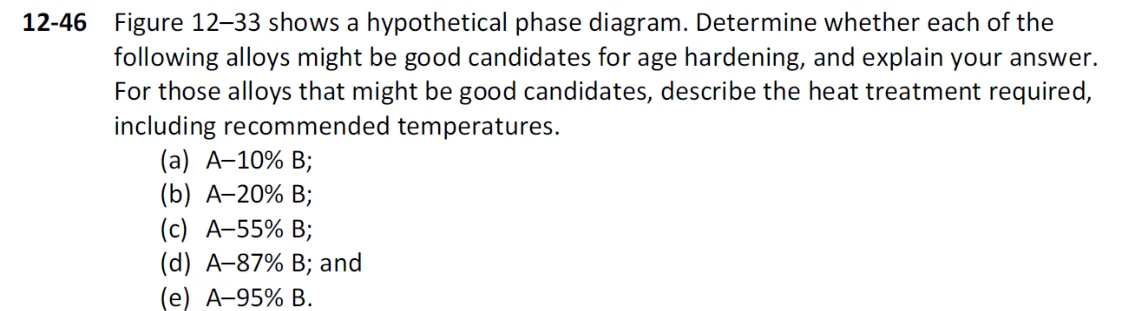 12-46 Figure 12–33 shows a hypothetical phase diagram. Determine whether each of the
following alloys might be good candidates for age hardening, and explain your answer.
For those alloys that might be good candidates, describe the heat treatment required,
including recommended temperatures.
(a) A–10% B;
(b) A–20% B;
(c) A–55% B;
(d) A–87% B; and
(e) A–95% B.